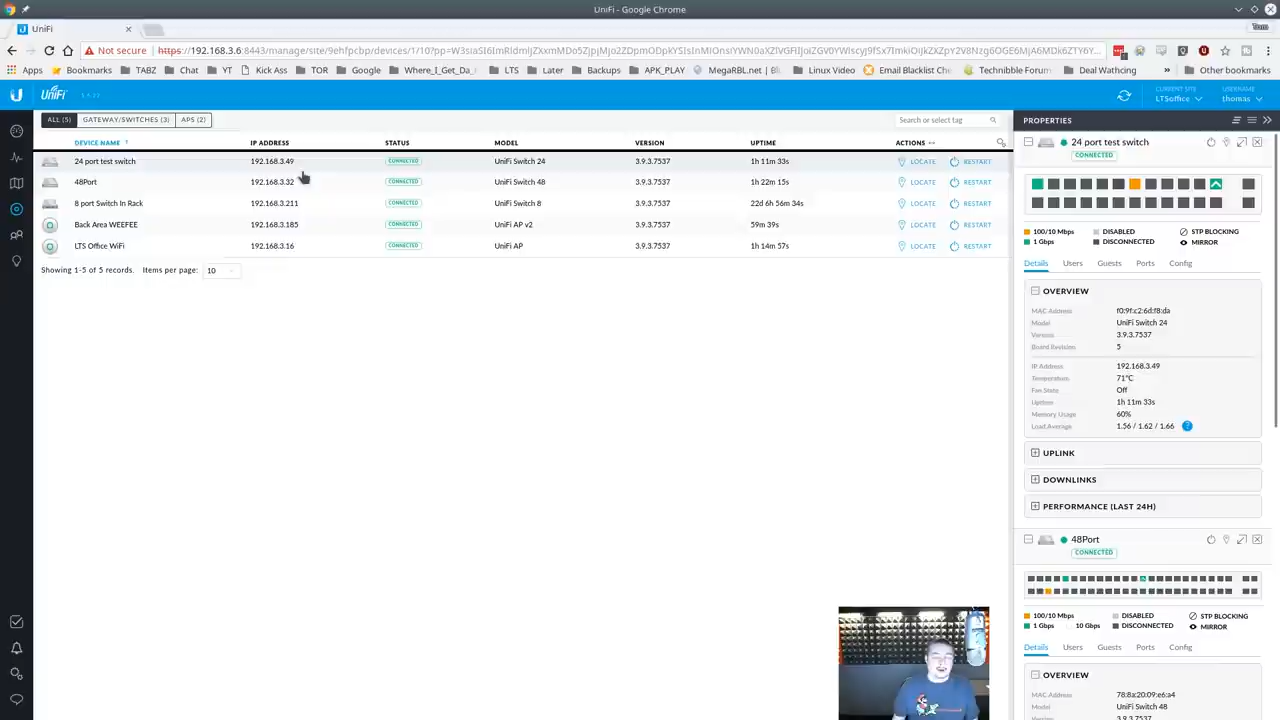 UniFi - Google Chrome
UniFi
Not secure
Apps Bookmarks TABZ Chat YT Kick Ass TOR Google Where_I_Get_Da_ LTS Later Backups APK_PLAY MegaRBL.net | Bl Linux Video Email Blacklist Che Technibble Forum Deal Wathcing » Other bookmarks
UniFi CURRENT SITE USERNAME
LTSoffice thomas
ALL (5) GATEWAY/SWITCHES (3) APS (2) Search or select tag PROPERTIES
DEVICE NAME IP ADDRESS STATUS MODEL VERSION UPTIME ACTIONS
24 port test switch 192.168.3.49 CONNECTED UniFi Switch 24 3.9.3.7537 1h 11m 33s LOCATE RESTART
48Port 192.168.3.32 CONNECTED UniFi Switch 48 3.9.3.7537 1h 22m 15s LOCATE RESTART
8 port Switch In Rack 192.168.3.211 CONNECTED UniFi Switch 8 3.9.3.7537 22d 6h 56m 34s LOCATE RESTART
Back Area WEEFEE 192.168.3.185 CONNECTED UniFi AP v2 3.9.3.7537 59m 39s LOCATE RESTART
LTS Office WiFi 192.168.3.16 CONNECTED UniFi AP 3.9.3.7537 1h 14m 57s LOCATE RESTART
Showing 1-5 of 5 records. Items per page: 10
24 port test switch
CONNECTED
100/10 Mbps DISABLED STP BLOCKING
1 Gbps DISCONNECTED MIRROR
Details Users Guests Ports Config
OVERVIEW
MAC Address f0:9f:c2:6d:f8:da
Model UniFi Switch 24
Version 3.9.3.7537
Board Revision 5
IP Address 192.168.3.49
Temperature 71°C
Fan State Off
Uptime 1h 11m 33s
Memory Usage 60%
Load Average 1.56 / 1.62 / 1.66 ?
UPLINK
DOWNLINKS
PERFORMANCE (LAST 24H)
48Port
CONNECTED
100/10 Mbps DISABLED STP BLOCKING
1 Gbps 10 Gbps DISCONNECTED MIRROR
Details Users Guests Ports Config
OVERVIEW
MAC Address 78:8a:20:09:e6:a4
Model UniFi Switch 48
Version 3.9.3.7537